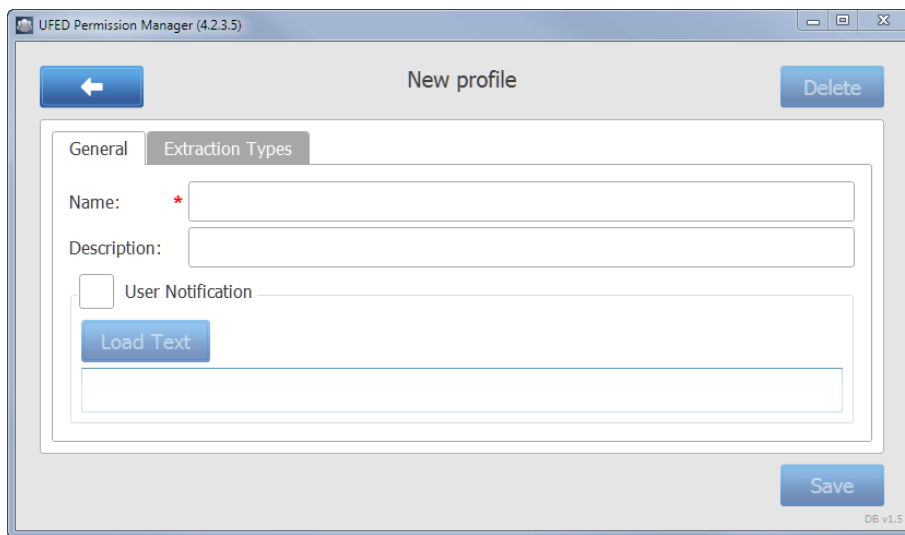 UFED Permission Manager (4.2.3.5)
New profile
Delete
General
Extraction Types
Name: *
Description:
User Notification
Load Text
Save
DB v1.5